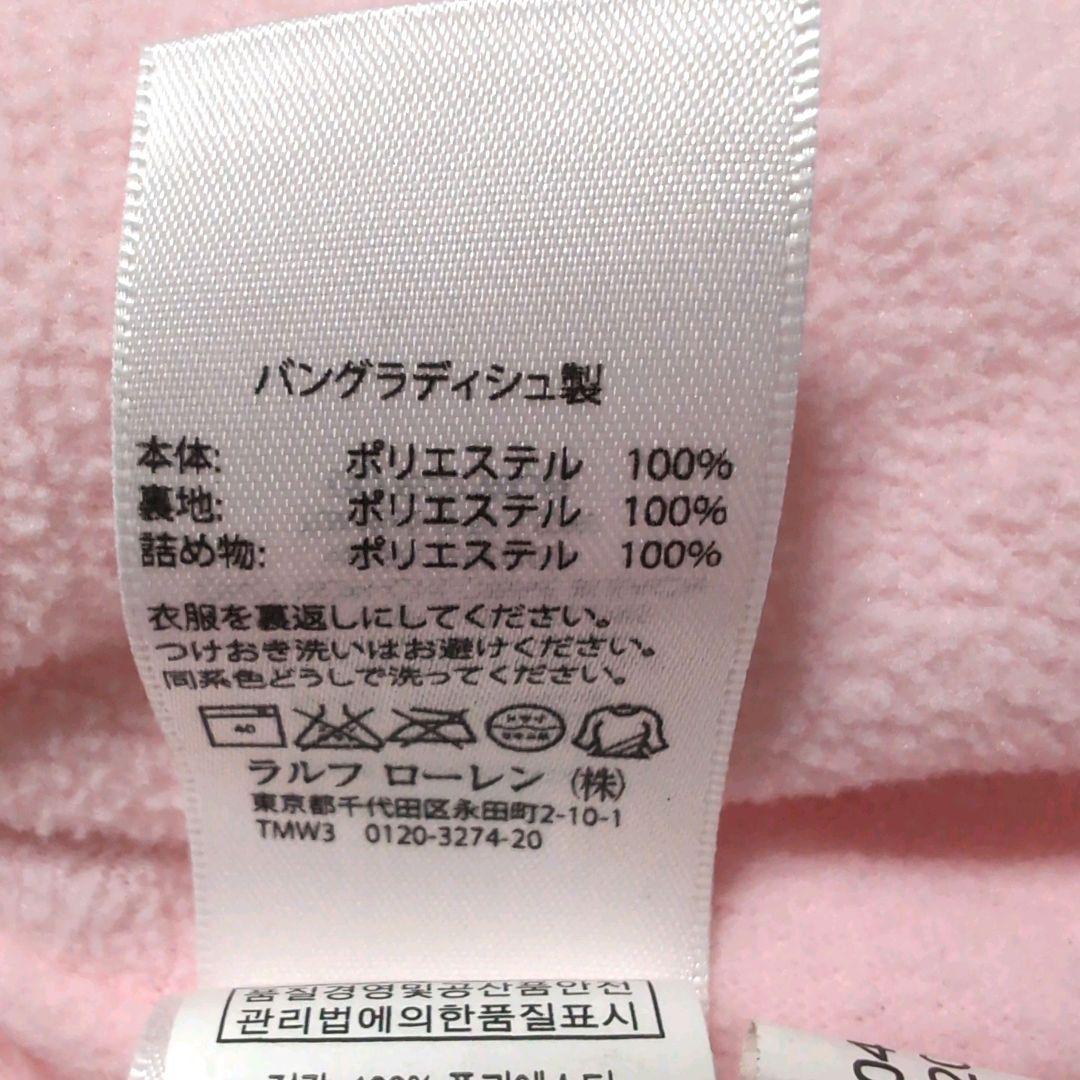 バングラディシュ製
本体: ポリエステル 100%
裏地: ポリエステル 100%
詰め物: ポリエステル 100%
衣服を裏返しにしてください。
つけおき洗いはお避けください。
同系色どうしで洗ってください。
40
ラルフ ローレン (株)
東京都千代田区永田町2-10-1
TMW3 0120-3274-20
품질경영및공산품안전
관리법에의한품질표시
100%
04